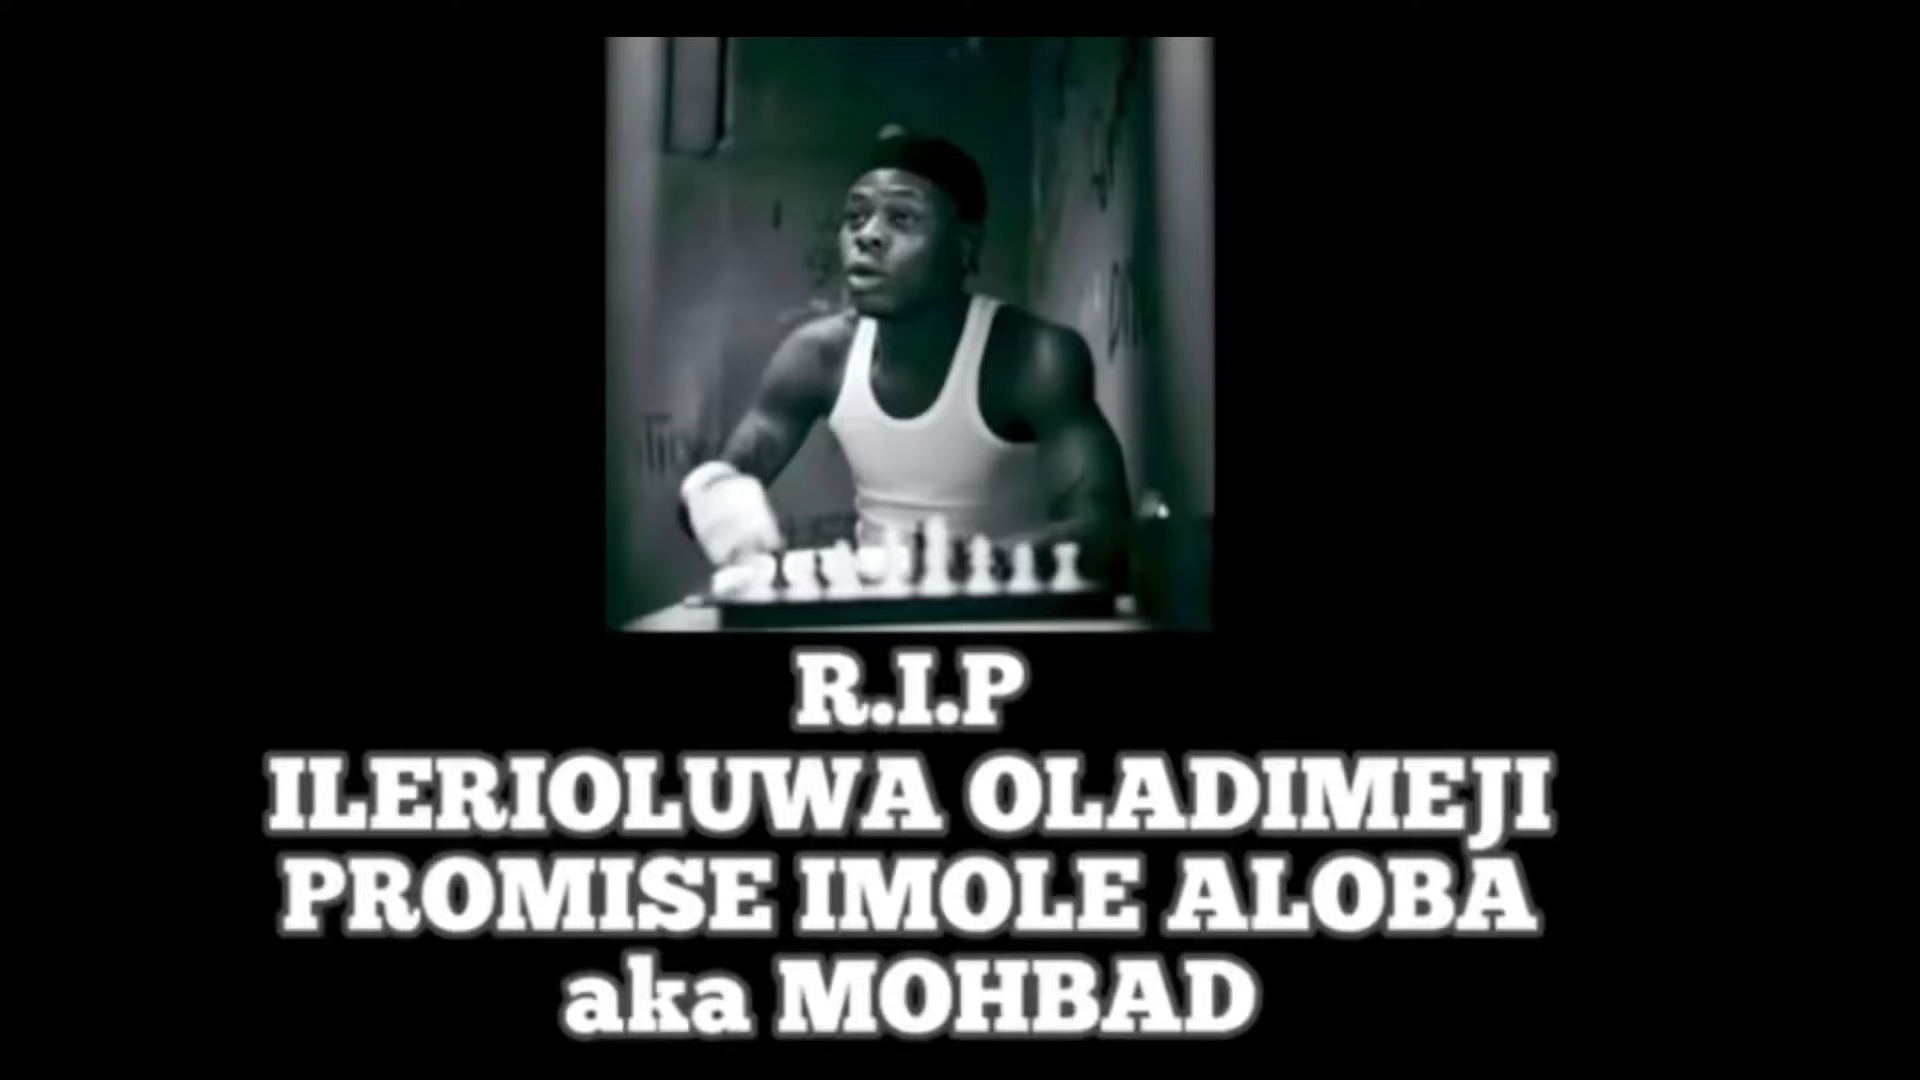 R.I.P
ILERIOLUWA OLADIMEJI
PROMISE IMOLE ALOBA
aka MOHBAD